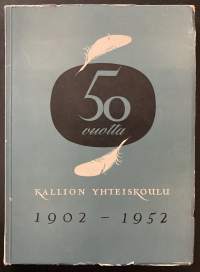 50
vuotta
KALLION YHTEISKOULU
1902 - 1952